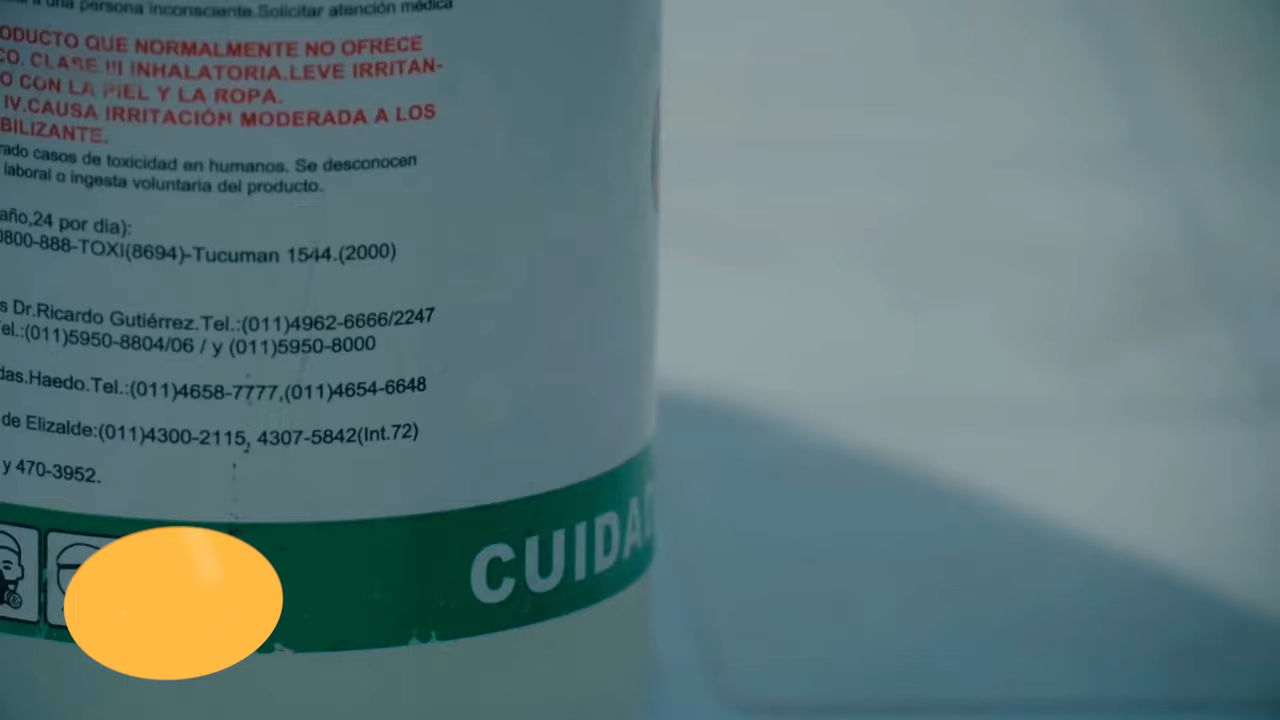 una persona inconsciente.Solicitar atención médica
ODUCTO QUE NORMALMENTE NO OFRECE
CO. CLASE III INHALATORIA.LEVE IRRITAN-
O CON LA PIEL Y LA ROPA.
IV.CAUSA IRRITACIÓN MODERADA A LOS
BILIZANTE.
rado casos de toxicidad en humanos. Se desconocen
laboral o ingesta voluntaria del producto.
año,24 por dia):
0800-888-TOXI(8694)-Tucuman 1544.(2000)
s Dr.Ricardo Gutiérrez.Tel.:(011)4962-6666/2247
Tel.:(011)5950-8804/06 / y (011)5950-8000
das.Haedo.Tel.:(011)4658-7777,(011)4654-6648
de Elizalde:(011)4300-2115, 4307-5842(Int.72)
y 470-3952.
CUIDAD